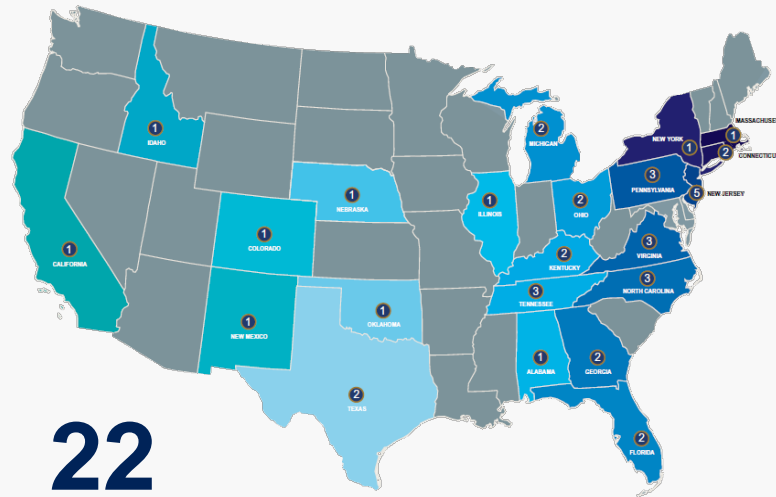 1
IDAHO
2
MICHIGAN
MASSACHUSE
1
NEW YORK
1
2
CONNECTICU
3
PENNSYLVANIA
5
NEW JERSEY
1
NEBRASKA
1
ILLINOIS
2
OHIO
1
COLORADO
1
CALIFORNIA
3
VIRGINIA
2
KENTUCKY
3
NORTH CAROLINA
3
TENNESSEE
1
NEW MEXICO
1
OKLAHOMA
1
ALABAMA
2
GEORGIA
2
TEXAS
2
FLORIDA
22